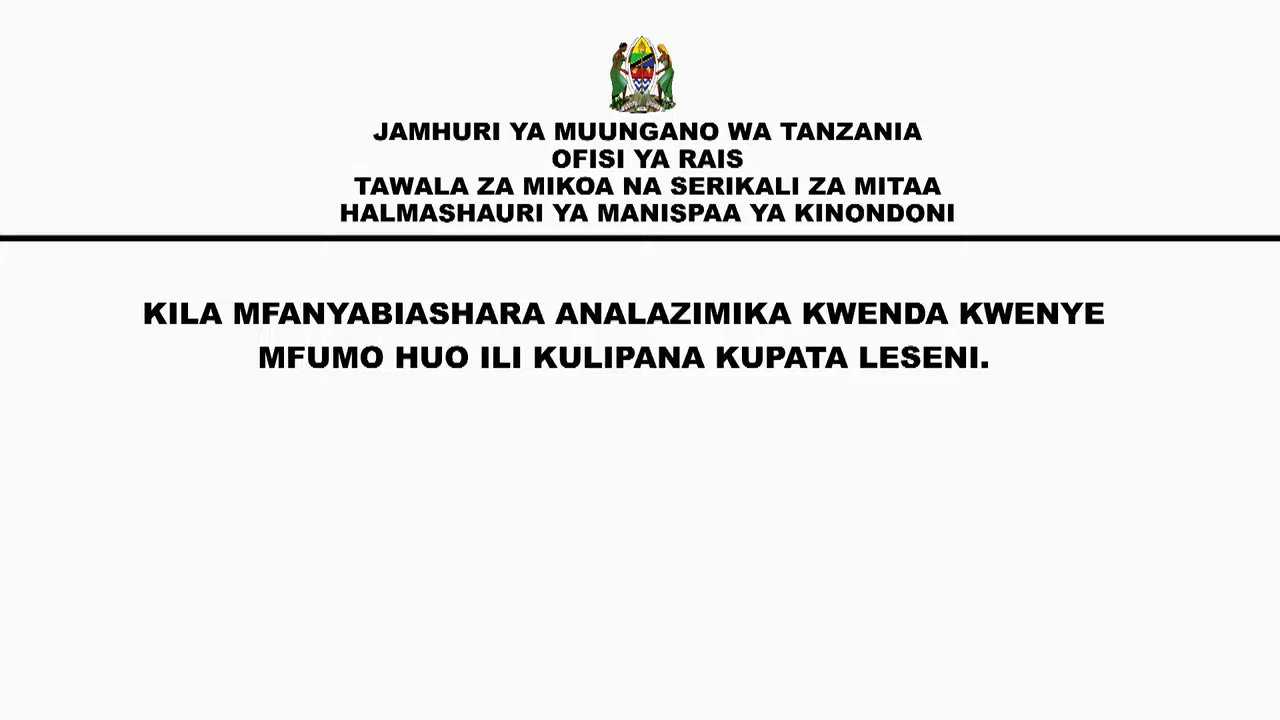 JAMHURI YA MUUNGANO WA TANZANIA
OFISI YA RAIS
TAWALA ZA MIKOA NA SERIKALI ZA MITAA
HALMASHAURI YA MANISPAA YA KINONDONI
KILA MFANYABIASHARA ANALAZIMIKA KWENDA KWENYE
MFUMO HUO ILI KULIPANA KUPATA LESENI.